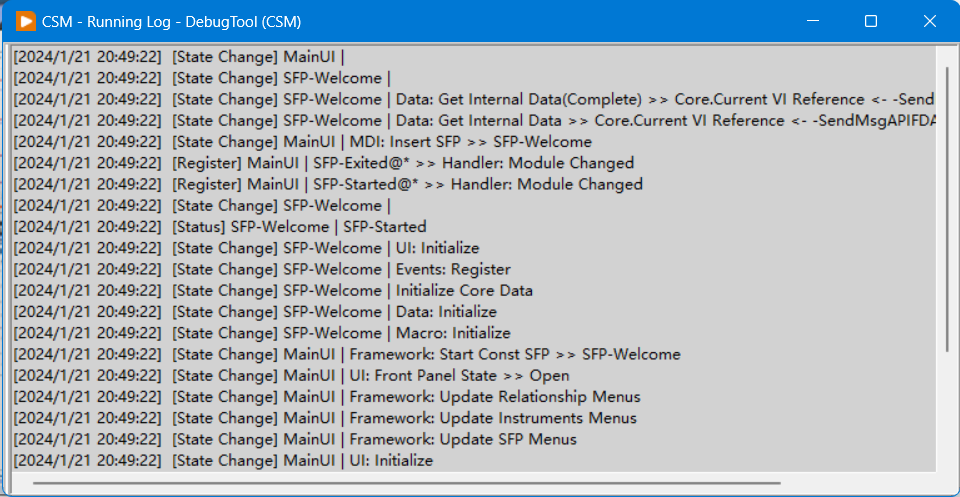 CSM - Running Log - DebugTool (CSM)
[2024/1/21 20:49:22] [State Change] MainUI |
[2024/1/21 20:49:22] [State Change] SFP-Welcome |
[2024/1/21 20:49:22] [State Change] SFP-Welcome | Data: Get Internal Data(Complete) >> Core.Current VI Reference <- -Send
[2024/1/21 20:49:22] [State Change] SFP-Welcome | Data: Get Internal Data >> Core.Current VI Reference <- -SendMsgAPIFDA
[2024/1/21 20:49:22] [State Change] MainUI | MDI: Insert SFP >> SFP-Welcome
[2024/1/21 20:49:22] [Register] MainUI | SFP-Exited@* >> Handler: Module Changed
[2024/1/21 20:49:22] [Register] MainUI | SFP-Started@* >> Handler: Module Changed
[2024/1/21 20:49:22] [State Change] SFP-Welcome |
[2024/1/21 20:49:22] [Status] SFP-Welcome | SFP-Started
[2024/1/21 20:49:22] [State Change] SFP-Welcome | UI: Initialize
[2024/1/21 20:49:22] [State Change] SFP-Welcome | Events: Register
[2024/1/21 20:49:22] [State Change] SFP-Welcome | Initialize Core Data
[2024/1/21 20:49:22] [State Change] SFP-Welcome | Data: Initialize
[2024/1/21 20:49:22] [State Change] SFP-Welcome | Macro: Initialize
[2024/1/21 20:49:22] [State Change] MainUI | Framework: Start Const SFP >> SFP-Welcome
[2024/1/21 20:49:22] [State Change] MainUI | UI: Front Panel State >> Open
[2024/1/21 20:49:22] [State Change] MainUI | Framework: Update Relationship Menus
[2024/1/21 20:49:22] [State Change] MainUI | Framework: Update Instruments Menus
[2024/1/21 20:49:22] [State Change] MainUI | Framework: Update SFP Menus
[2024/1/21 20:49:22] [State Change] MainUI | UI: Initialize